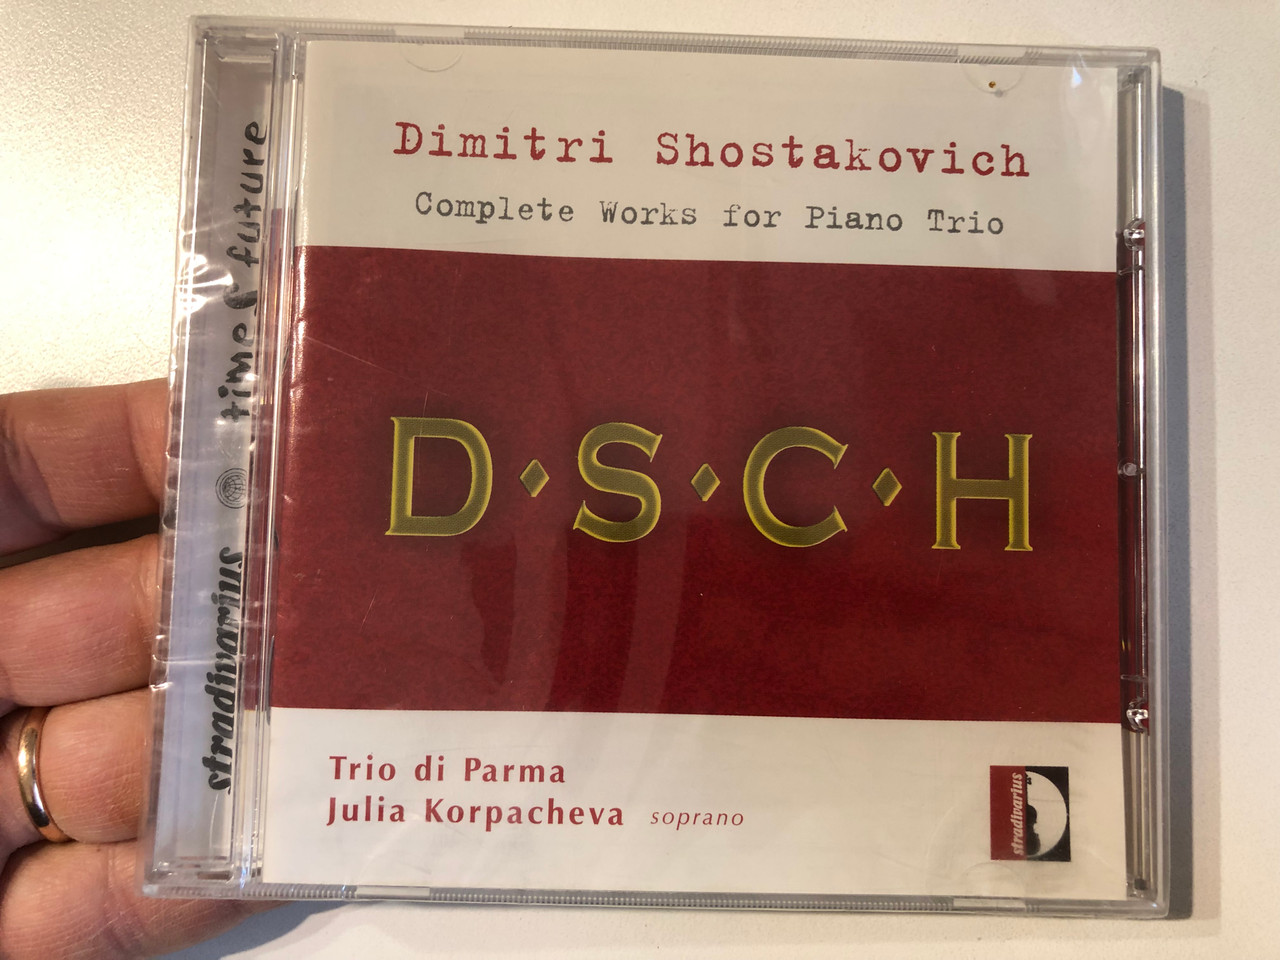 Dimitri Shostakovich
Complete Works for Piano Trio
D·S·C·H
Trio di Parma
Julia Korpacheva soprano
stradivarius
stradivarius time future